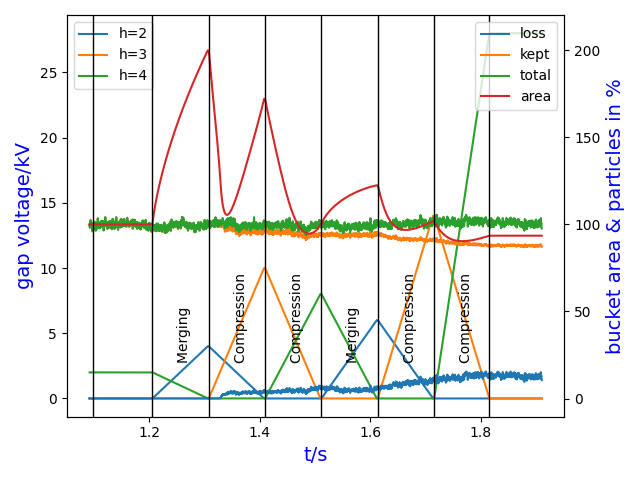 h=2
h=3
h=4
loss
kept
total
area
gap voltage/kV
25
20
15
10
5
0
200
150
100
50
0
bucket area & particles in %
Merging
Compression
Compression
Merging
Compression
Compression
1.2
1.4
1.6
1.8
t/s